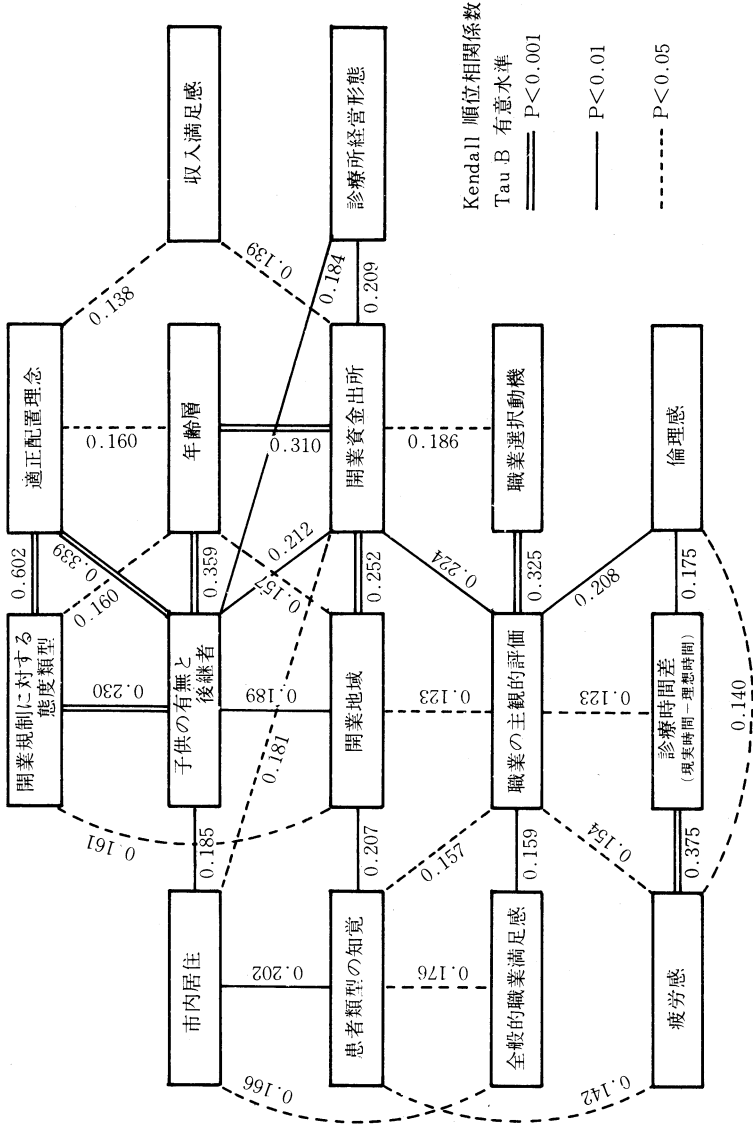 開業規制に対する
態度類型
0.602
適正配置理念
0.161
0.230
0.160
0.339
0.160
0.138
市内居住
0.185
子供の有無と
後継者
0.359
年齢層
収入満足感
0.202
0.181
0.189
0.157
0.212
0.310
0.139
0.184
患者類型の知覚
0.207
開業地域
0.252
開業資金出所
0.209
診療所経営形態
0.166
0.176
0.157
0.123
0.224
0.186
全般的職業満足感
0.159
職業の主観的評価
0.325
職業選択動機
0.142
0.154
0.123
0.208
疲労感
0.375
診療時間差
(現実時間－理想時間)
0.175
倫理感
0.140
Kendall 順位相関係数
Tau B 有意水準
P<0.001
P<0.01
P<0.05